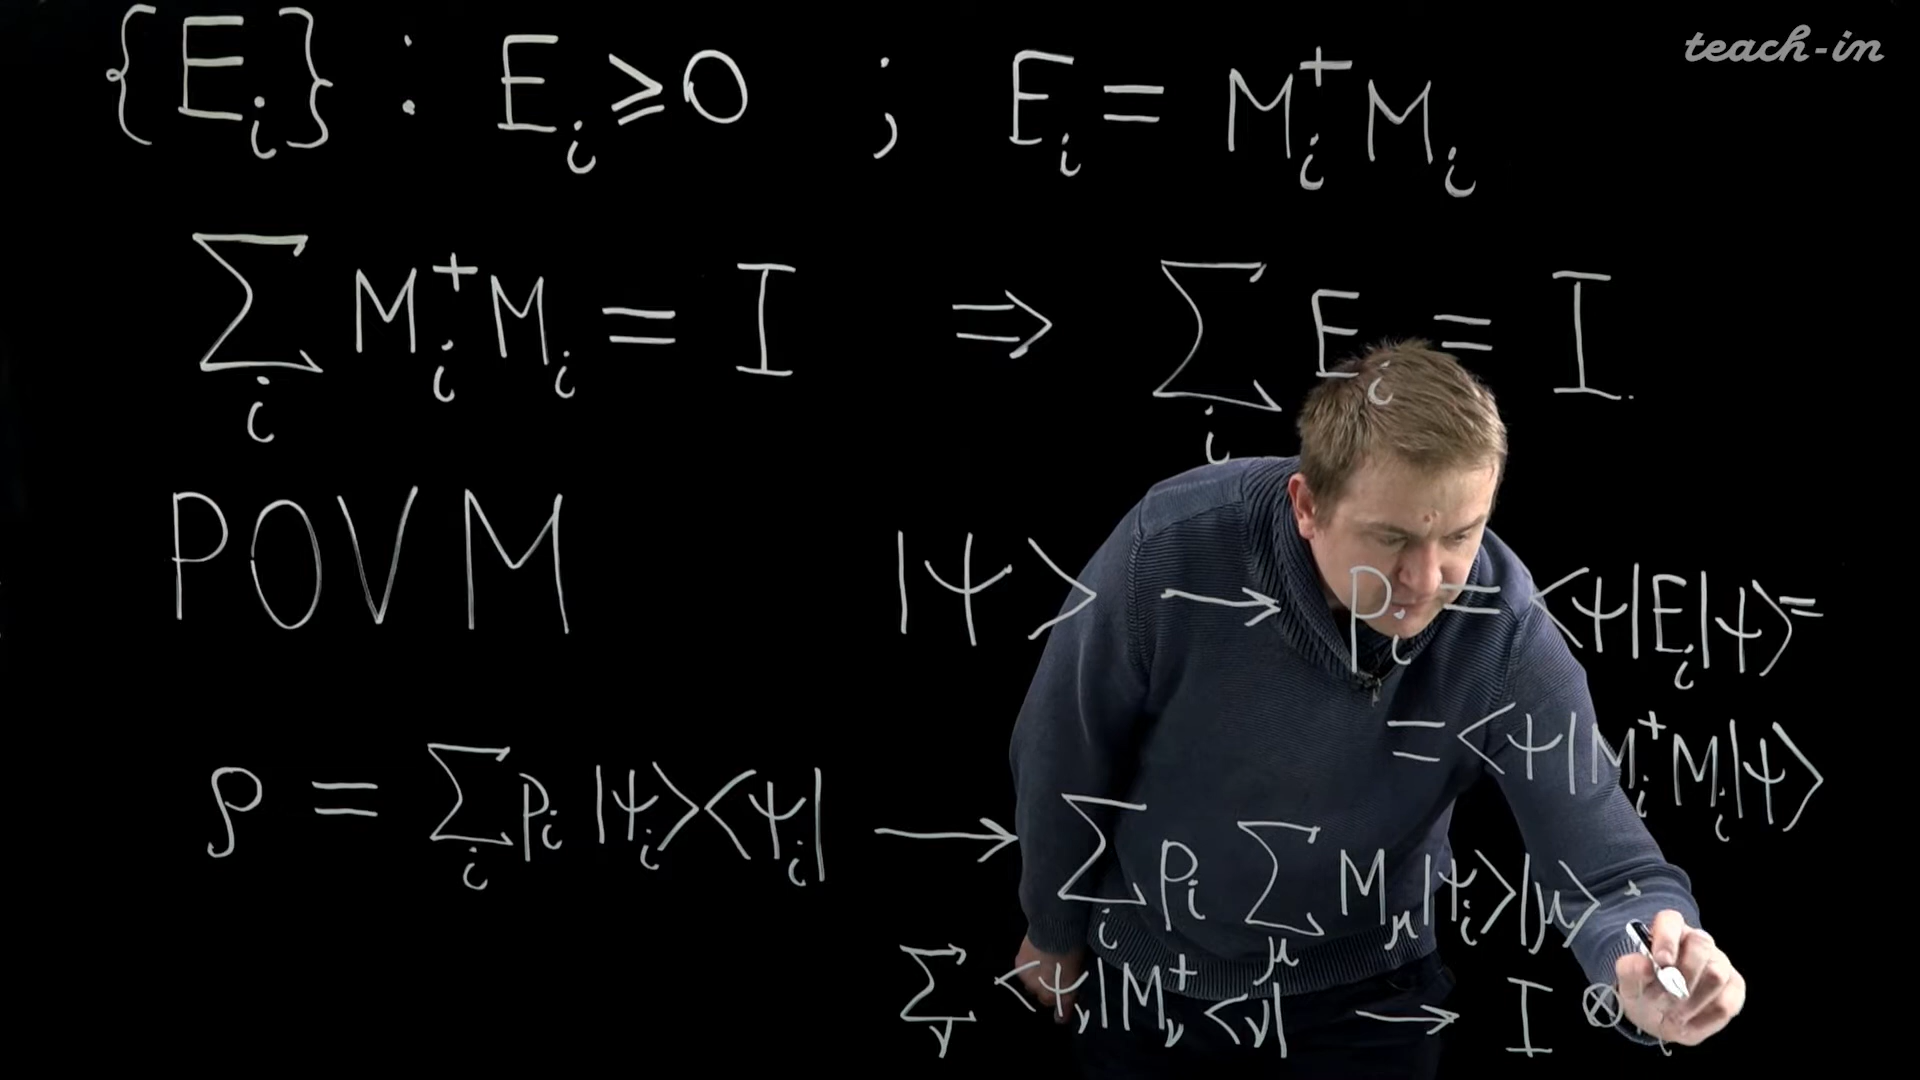 teach-in
{E_i} : E_i ⩾ 0 ; E_i = M_i^+ M_i
∑_i M_i^+ M_i = I ⇒ ∑_i E_i = I.
POVM |ψ⟩ → p_i = ⟨ψ|E_i|ψ⟩ =
= ⟨ψ|M_i^+ M_i|ψ⟩
ρ = ∑_i p_i |ψ_i⟩⟨ψ_i| → ∑_i p_i ∑_μ M_μ|ψ_i⟩|μ⟩ ·
∑_ν ⟨ψ_ν|M_ν^+ ⟨ν| → I ⊗